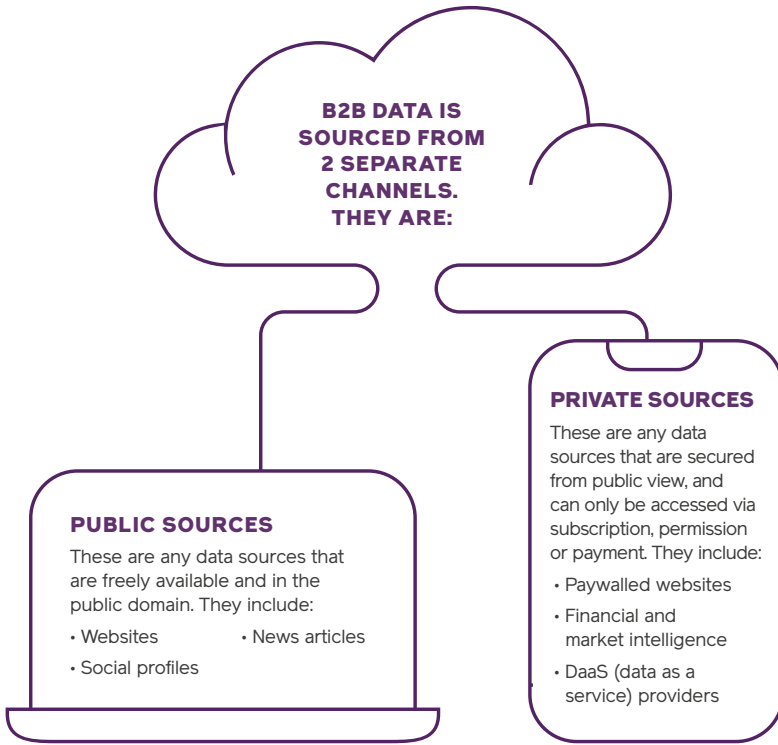 B2B DATA IS
SOURCED FROM
2 SEPARATE
CHANNELS.
THEY ARE:
PUBLIC SOURCES
These are any data sources that
are freely available and in the
public domain. They include:
• Websites
• News articles
• Social profiles
PRIVATE SOURCES
These are any data
sources that are secured
from public view, and
can only be accessed via
subscription, permission
or payment. They include:
• Paywalled websites
• Financial and
market intelligence
• DaaS (data as a
service) providers